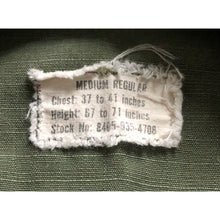 MEDIUM REGULAR
Chest: 37 to 41 inches
Height: 67 to 71 inches
Stock No: 8405-935-4708